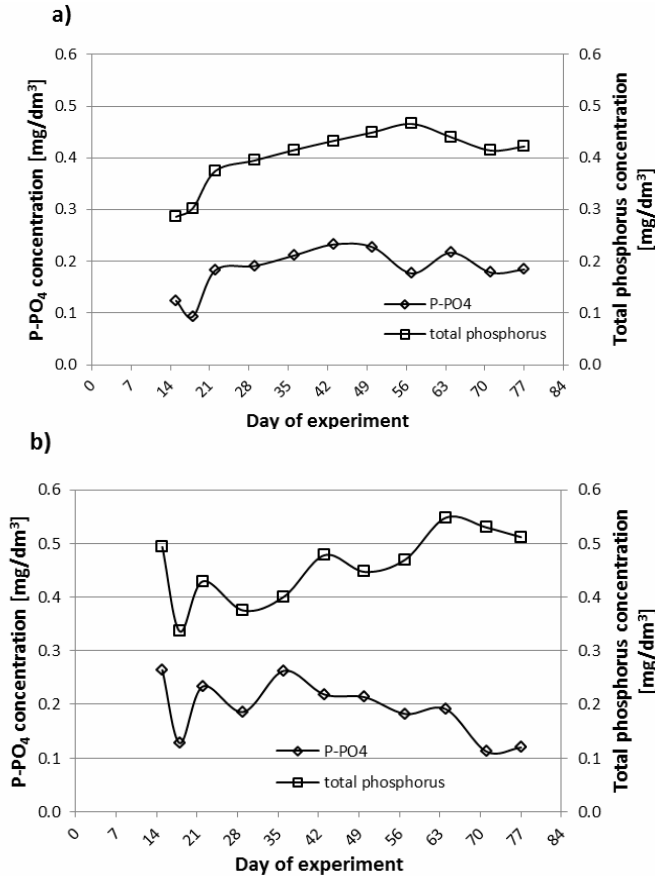 a)
P-PO₄ concentration [mg/dm³]
0.6
0.5
0.4
0.3
0.2
0.1
0.0
0.6
0.5
0.4
0.3
0.2
0.1
0.0
Total phosphorus concentration
[mg/dm³]
P-PO4
total phosphorus
0 7 14 21 28 35 42 49 56 63 70 77 84
Day of experiment
b)
P-PO₄ concentration [mg/dm³]
0.6
0.5
0.4
0.3
0.2
0.1
0.0
0.6
0.5
0.4
0.3
0.2
0.1
0.0
Total phosphorus concentration
[mg/dm³]
P-PO4
total phosphorus
0 7 14 21 28 35 42 49 56 63 70 77 84
Day of experiment